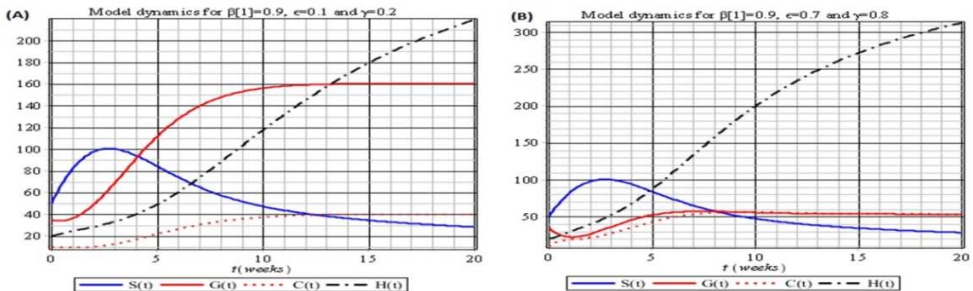 (A) Model dynamics for β[1]=0.9, ϵ=0.1 and γ=0.2
220
200
180
160
140
120
100
80
60
40
20
0 5 10 15 20
t (weeks)
S(t) G(t) C(t) H(t)
(B) Model dynamics for β[1]=0.9, ϵ=0.7 and γ=0.8
300
250
200
150
100
50
0 5 10 15 20
t (weeks)
S(t) G(t) C(t) H(t)